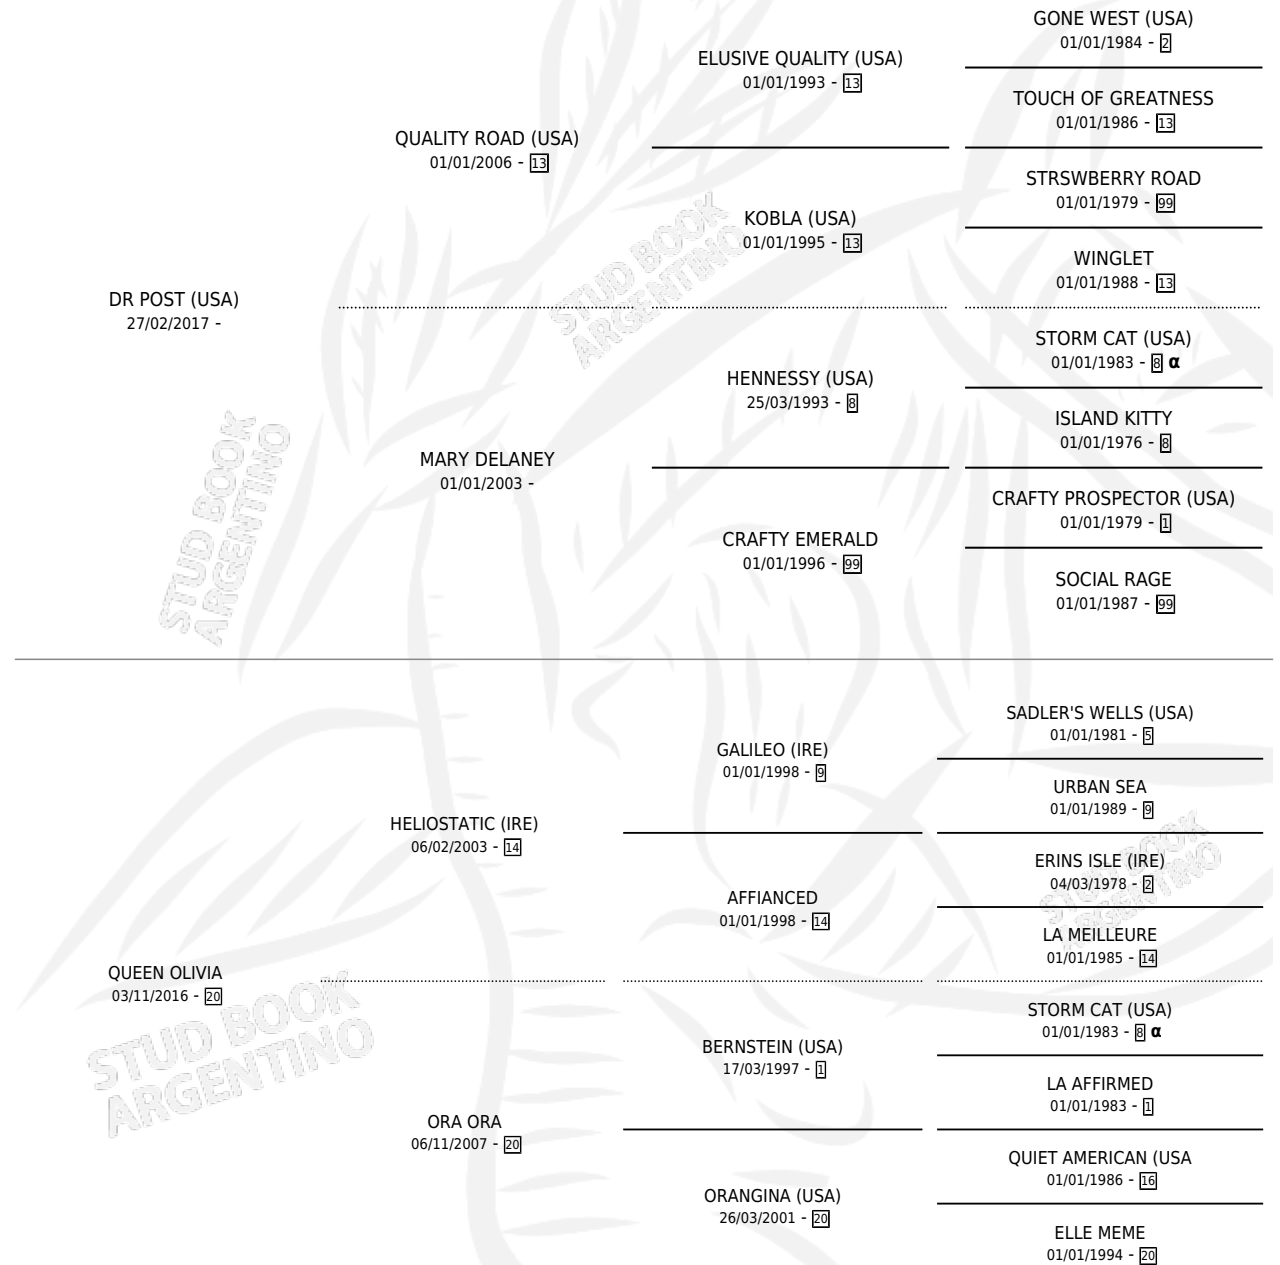 GONE WEST (USA)
01/01/1984 - 2
ELUSIVE QUALITY (USA)
01/01/1993 - 13
TOUCH OF GREATNESS
01/01/1986 - 13
QUALITY ROAD (USA)
01/01/2006 - 13
STRSWBERRY ROAD
01/01/1979 - 99
KOBLA (USA)
01/01/1995 - 13
WINGLET
01/01/1988 - 13
DR POST (USA)
27/02/2017 -
STORM CAT (USA)
01/01/1983 - 8 α
HENNESSY (USA)
25/03/1993 - 8
ISLAND KITTY
01/01/1976 - 8
MARY DELANEY
01/01/2003 -
CRAFTY PROSPECTOR (USA)
01/01/1979 - 1
CRAFTY EMERALD
01/01/1996 - 99
SOCIAL RAGE
01/01/1987 - 99
SADLER'S WELLS (USA)
01/01/1981 - 5
GALILEO (IRE)
01/01/1998 - 9
URBAN SEA
01/01/1989 - 9
HELIOSTATIC (IRE)
06/02/2003 - 14
ERINS ISLE (IRE)
04/03/1978 - 2
AFFIANCED
01/01/1998 - 14
LA MEILLEURE
01/01/1985 - 14
QUEEN OLIVIA
03/11/2016 - 20
STORM CAT (USA)
01/01/1983 - 8 α
BERNSTEIN (USA)
17/03/1997 - 1
LA AFFIRMED
01/01/1983 - 1
ORA ORA
06/11/2007 - 20
QUIET AMERICAN (USA
01/01/1986 - 16
ORANGINA (USA)
26/03/2001 - 20
ELLE MEME
01/01/1994 - 20
STUD BOOK
ARGENTINO
STUD BOOK
ARGENTINO
STUD BOOK
ARGENTINO
STUD BOOK
ARGENTINO